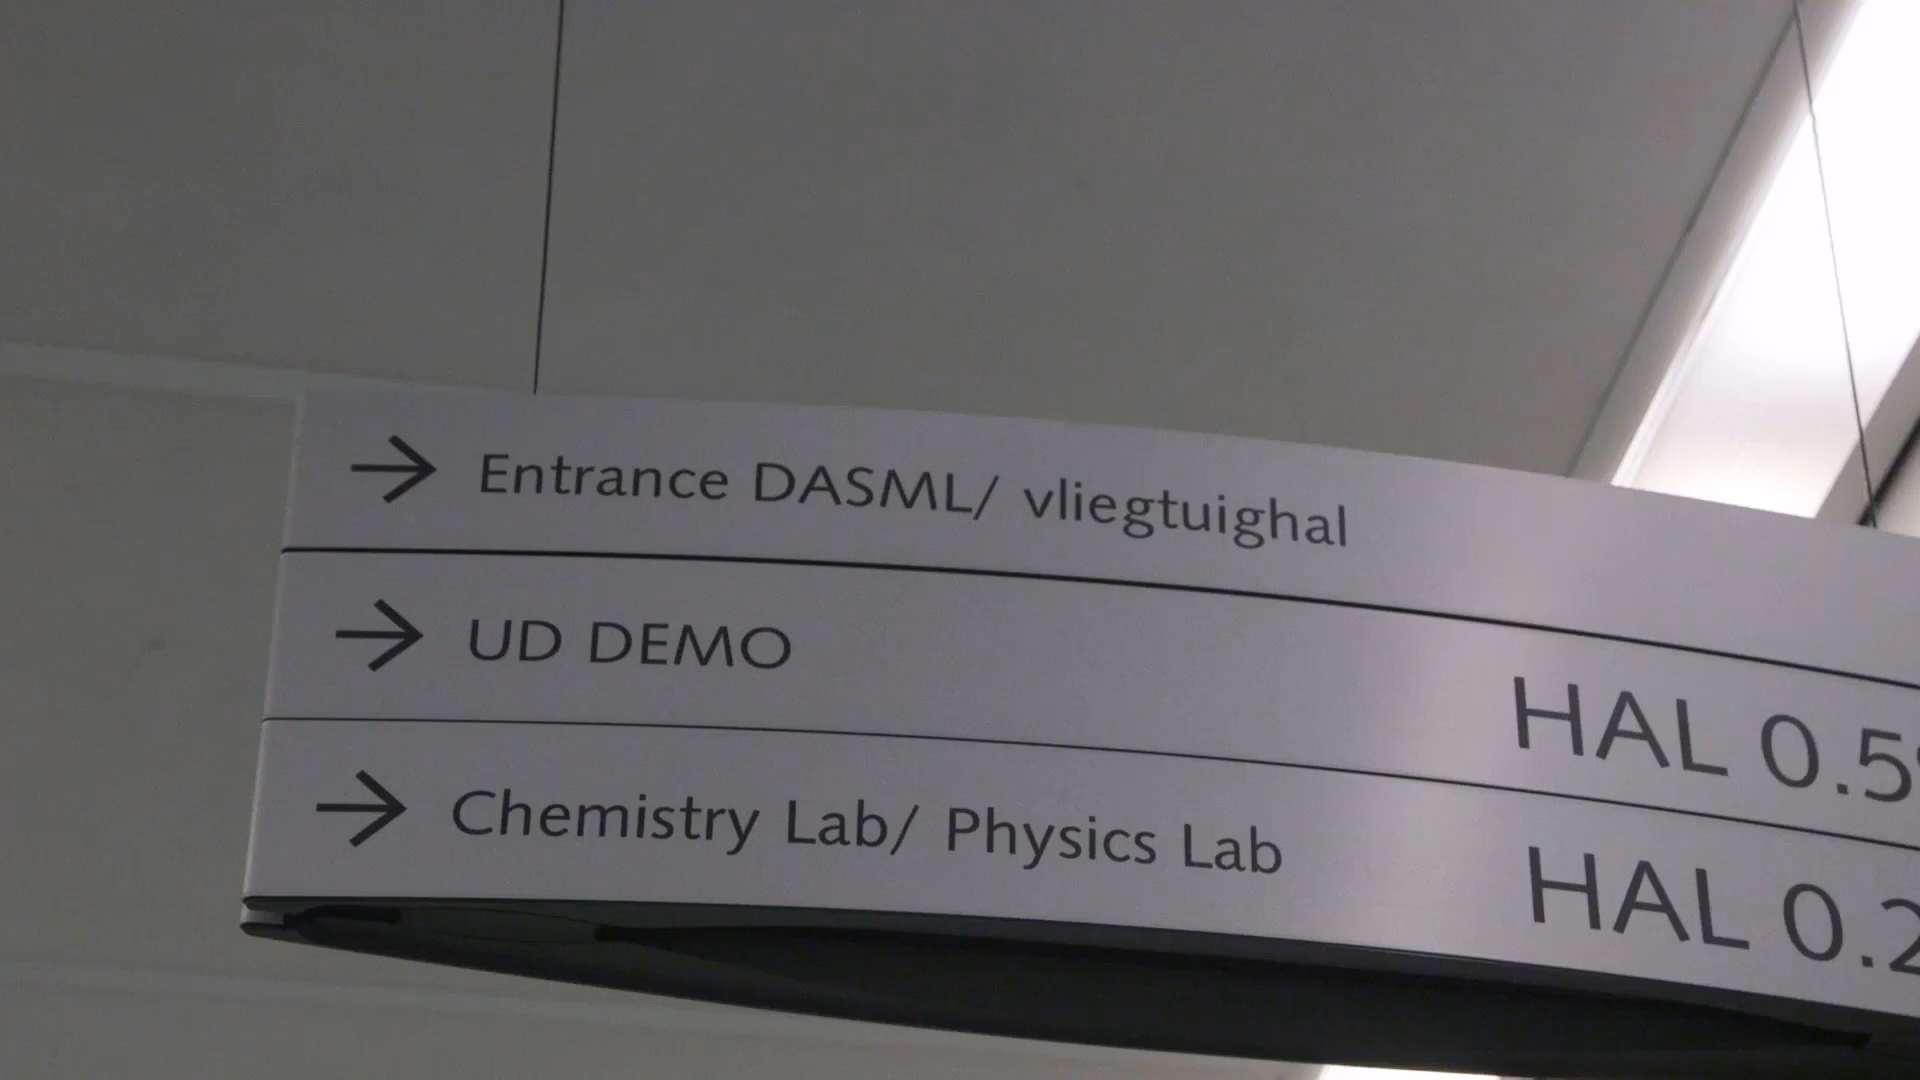 → Entrance DASML/ vliegtuighal
→ UD DEMO
HAL 0.5
→ Chemistry Lab/ Physics Lab
HAL 0.2